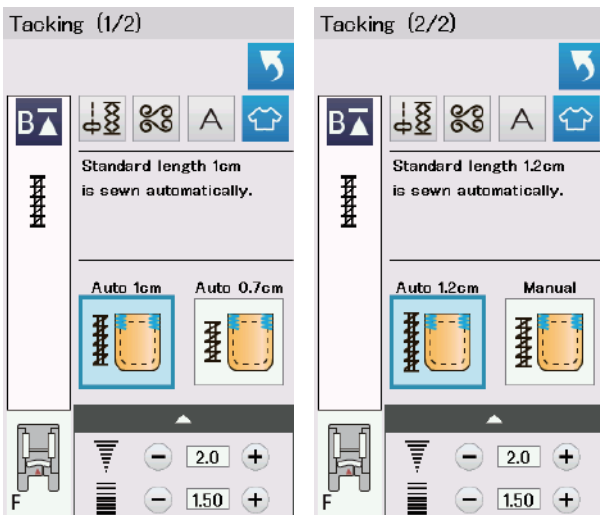 Tacking (1/2)
B
A
Standard length 1cm
is sewn automatically.
Auto 1cm Auto 0.7cm
2.0
F
1.50
Tacking (2/2)
B
A
Standard length 1.2cm
is sewn automatically.
Auto 1.2cm Manual
2.0
F
1.50